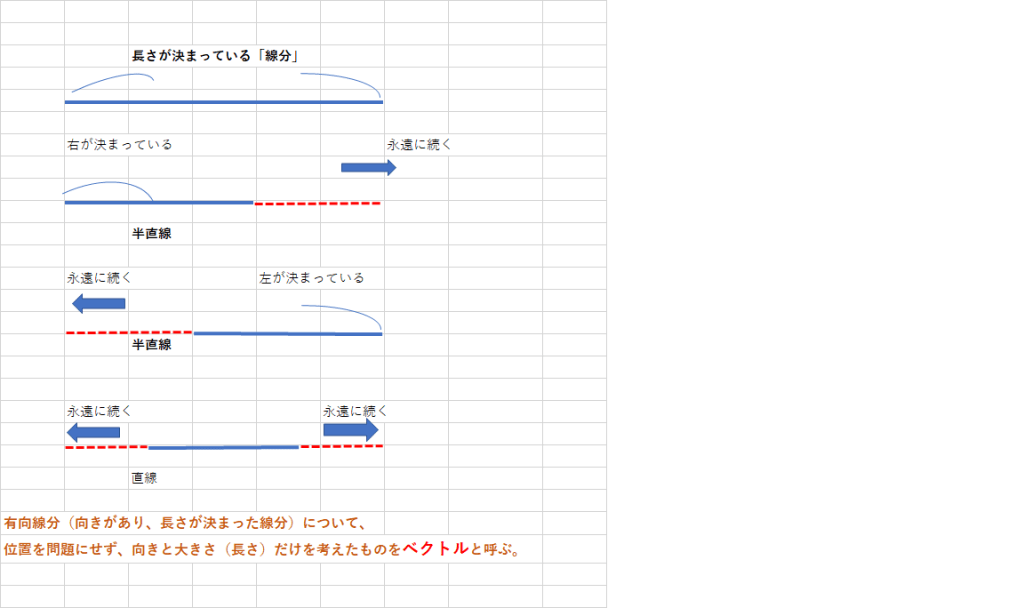 長さが決まっている「線分」
右が決まっている
永遠に続く
半直線
永遠に続く
左が決まっている
半直線
永遠に続く
永遠に続く
直線
有向線分（向きがあり、長さが決まった線分）について、
位置を問題にせず、向きと大きさ（長さ）だけを考えたものをベクトルと呼ぶ。